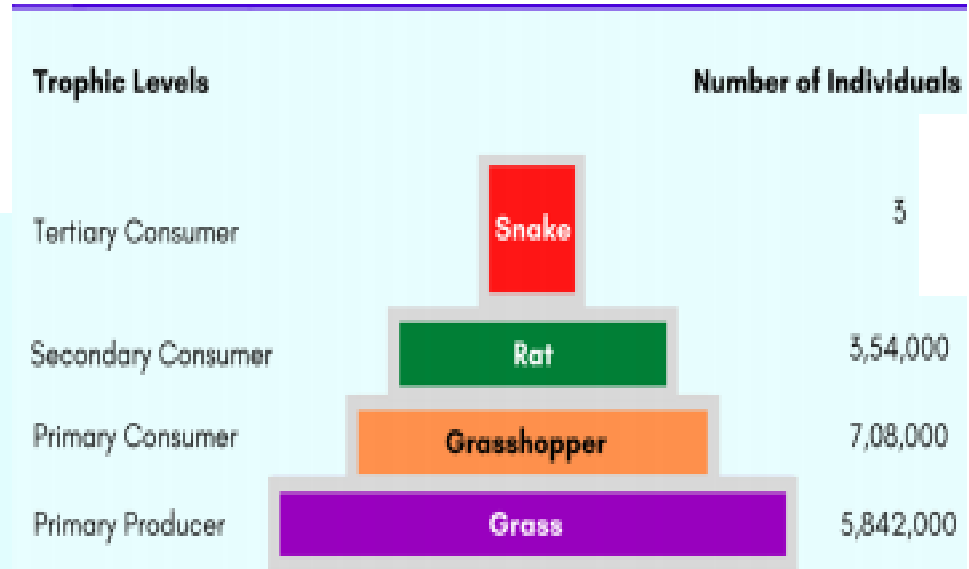 Trophic Levels Number of Individuals
Tertiary Consumer Snake 3
Secondary Consumer Rat 3,54,000
Primary Consumer Grasshopper 7,08,000
Primary Producer Grass 5,842,000